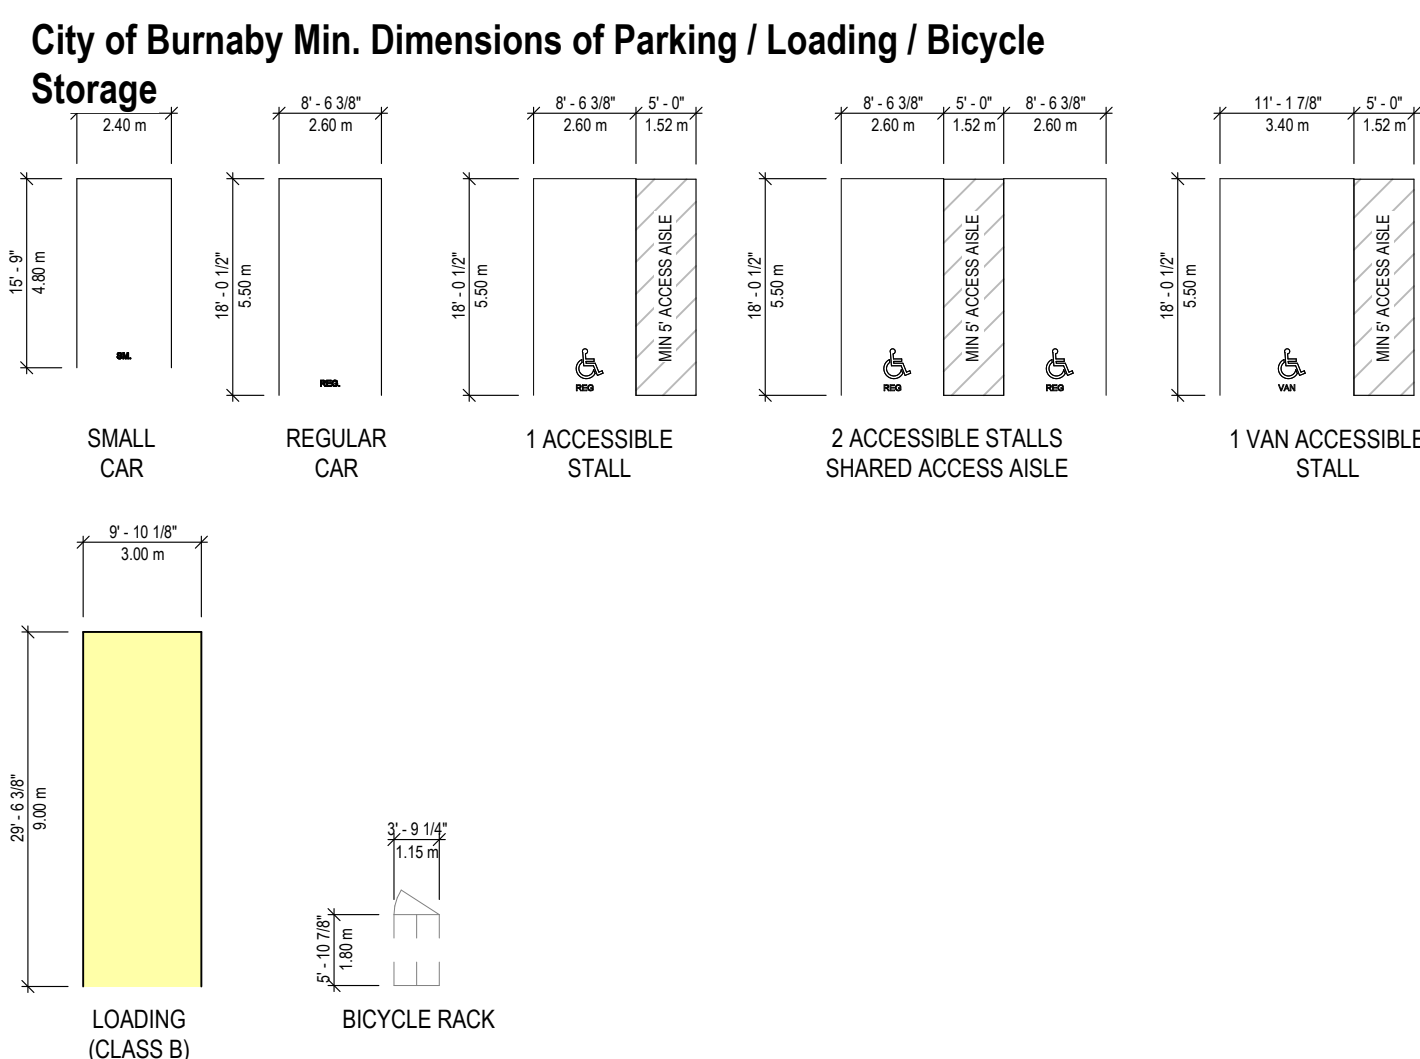 City of Burnaby Min. Dimensions of Parking / Loading / Bicycle
Storage
2.40 m
15' - 9"
4.80 m
SM.
SMALL
CAR
8' - 6 3/8"
2.60 m
18' - 0 1/2"
5.50 m
REG.
REGULAR
CAR
8' - 6 3/8"
5' - 0"
2.60 m
1.52 m
18' - 0 1/2"
5.50 m
MIN 5' ACCESS AISLE
REG
1 ACCESSIBLE
STALL
8' - 6 3/8"
5' - 0"
8' - 6 3/8"
2.60 m
1.52 m
2.60 m
18' - 0 1/2"
5.50 m
MIN 5' ACCESS AISLE
REG
REG
2 ACCESSIBLE STALLS
SHARED ACCESS AISLE
11' - 1 7/8"
5' - 0"
3.40 m
1.52 m
18' - 0 1/2"
5.50 m
MIN 5' ACCESS AISLE
VAN
1 VAN ACCESSIBLE
STALL
9' - 10 1/8"
3.00 m
29' - 6 3/8"
9.00 m
LOADING
(CLASS B)
3' - 9 1/4"
1.15 m
5' - 10 7/8"
1.80 m
BICYCLE RACK